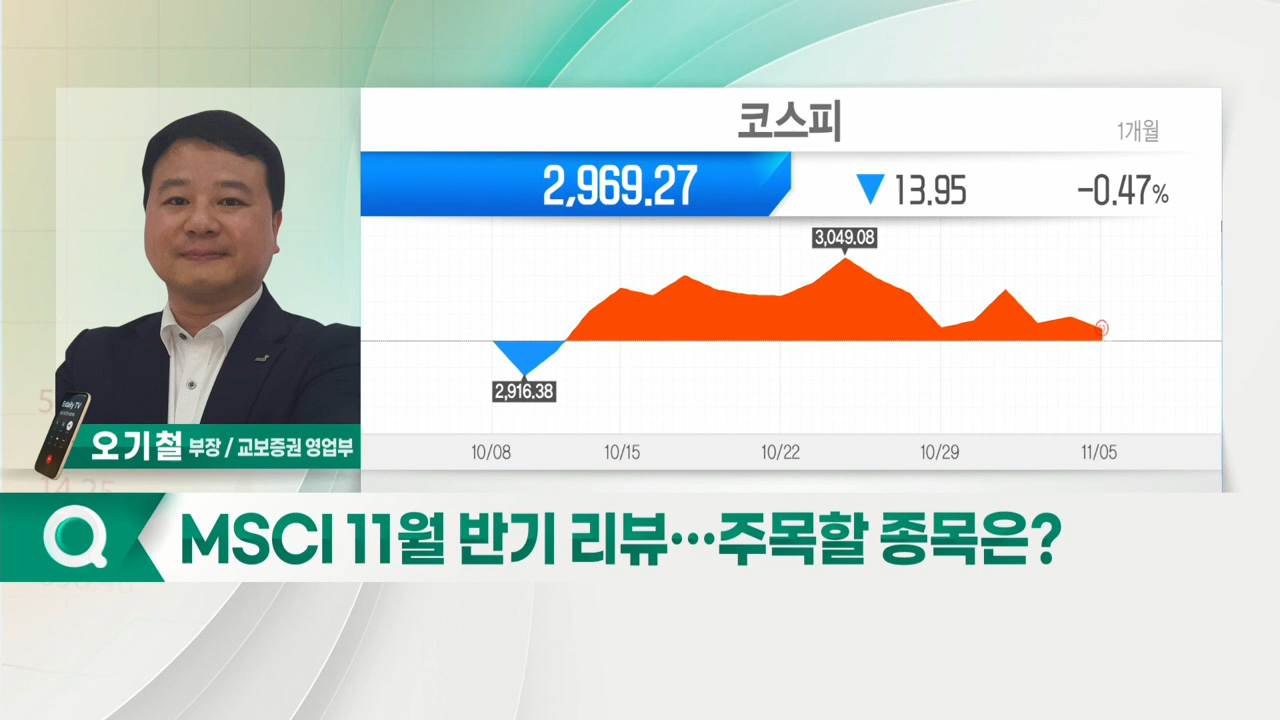 코스피
1개월
2,969.27 ▼ 13.95 -0.47%
3,049.08
2,916.38
10/08 10/15 10/22 10/29 11/05
Edaily TV
오기철 부장 / 교보증권 영업부
MSCI 11월 반기 리뷰…주목할 종목은?